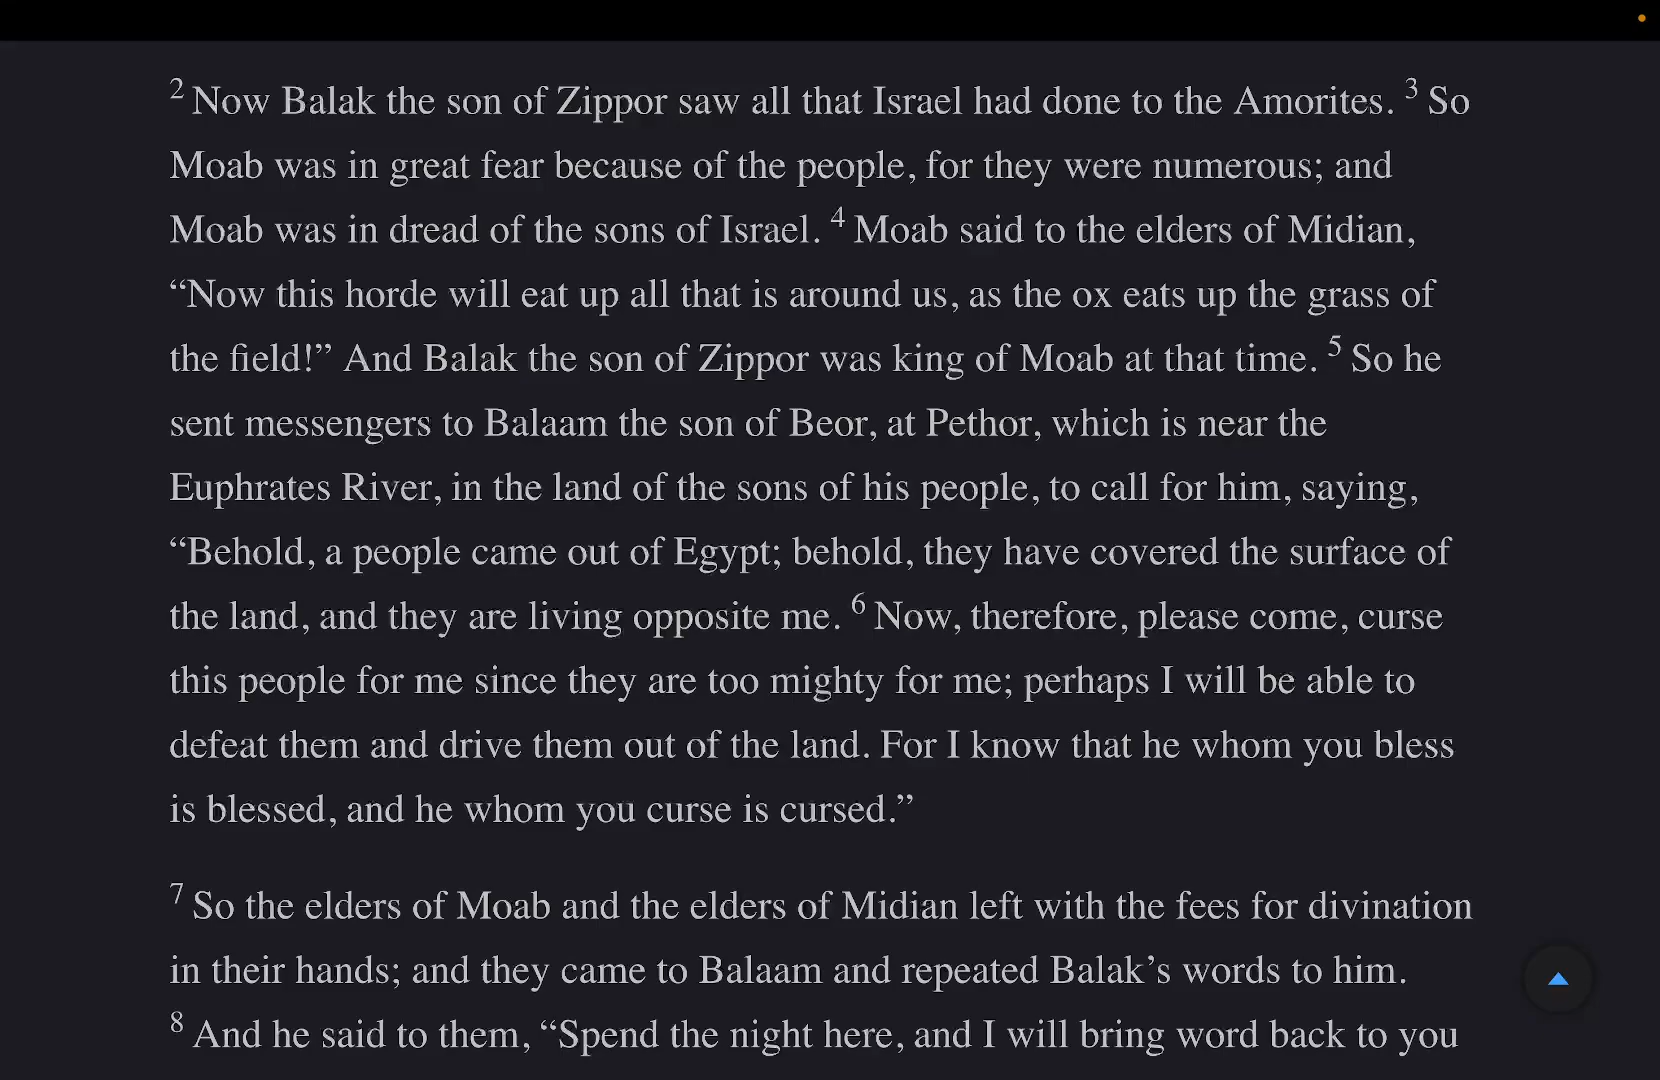 2 Now Balak the son of Zippor saw all that Israel had done to the Amorites. 3 So
Moab was in great fear because of the people, for they were numerous; and
Moab was in dread of the sons of Israel. 4 Moab said to the elders of Midian,
“Now this horde will eat up all that is around us, as the ox eats up the grass of
the field!” And Balak the son of Zippor was king of Moab at that time. 5 So he
sent messengers to Balaam the son of Beor, at Pethor, which is near the
Euphrates River, in the land of the sons of his people, to call for him, saying,
“Behold, a people came out of Egypt; behold, they have covered the surface of
the land, and they are living opposite me. 6 Now, therefore, please come, curse
this people for me since they are too mighty for me; perhaps I will be able to
defeat them and drive them out of the land. For I know that he whom you bless
is blessed, and he whom you curse is cursed.”
7 So the elders of Moab and the elders of Midian left with the fees for divination
in their hands; and they came to Balaam and repeated Balak’s words to him.
8 And he said to them, “Spend the night here, and I will bring word back to you